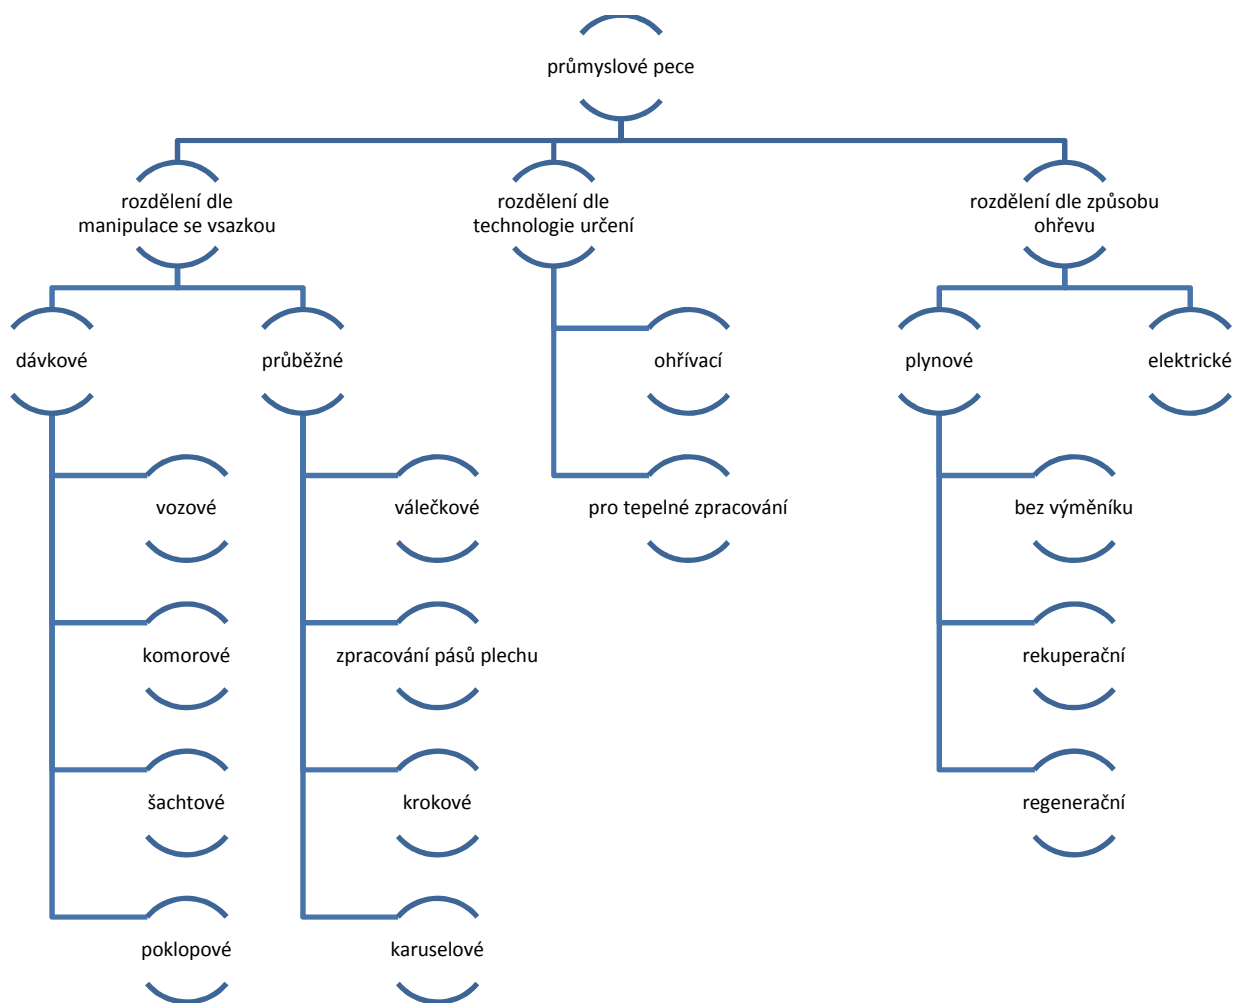 průmyslové pece
rozdělení dle
manipulace se vsazkou
rozdělení dle
technologie určení
rozdělení dle způsobu
ohřevu
dávkové
průběžné
ohřívací
plynové
elektrické
vozové
válečkové
pro tepelné zpracování
bez výměníku
komorové
zpracování pásů plechu
rekuperační
šachtové
krokové
regenerační
poklopové
karuselové